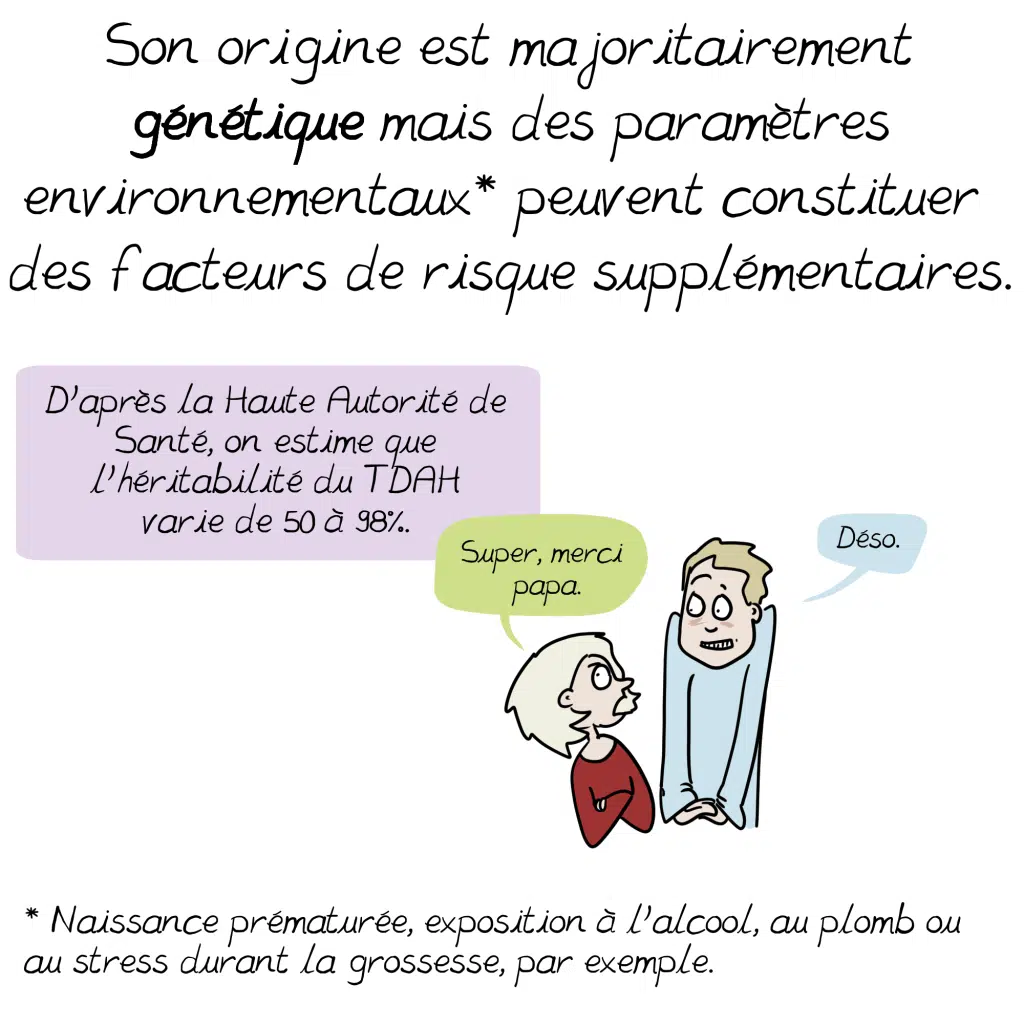 Son origine est majoritairement
génétique mais des paramètres
environnementaux* peuvent constituer
des facteurs de risque supplémentaires.
D'après la Haute Autorité de
Santé, on estime que
l'héritabilité du TDAH
varie de 50 à 98%.
Super, merci
papa.
Déso.
* Naissance prématurée, exposition à l'alcool, au plomb ou
au stress durant la grossesse, par exemple.